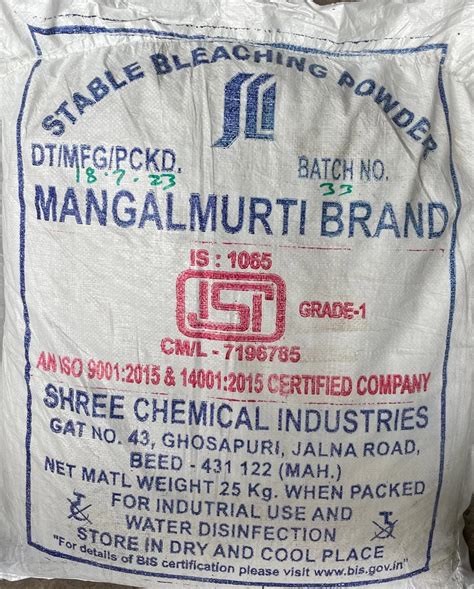 STABLE BLEACHING POWDER
SCI
DT/MFG/PCKD.
18.7.23
BATCH NO.
33
MANGALMURTI BRAND
IS : 1065
ISI
GRADE-1
CM/L - 7196785
AN ISO 9001:2015 & 14001:2015 CERTIFIED COMPANY
SHREE CHEMICAL INDUSTRIES
GAT NO. 43, GHOSAPURI, JALNA ROAD,
BEED - 431 122 (MAH.)
NET MATL WEIGHT 25 Kg. WHEN PACKED
FOR INDUTRIAL USE AND
WATER DISINFECTION
STORE IN DRY AND COOL PLACE
"For details of BIS certification please visit www.bis.gov.in"